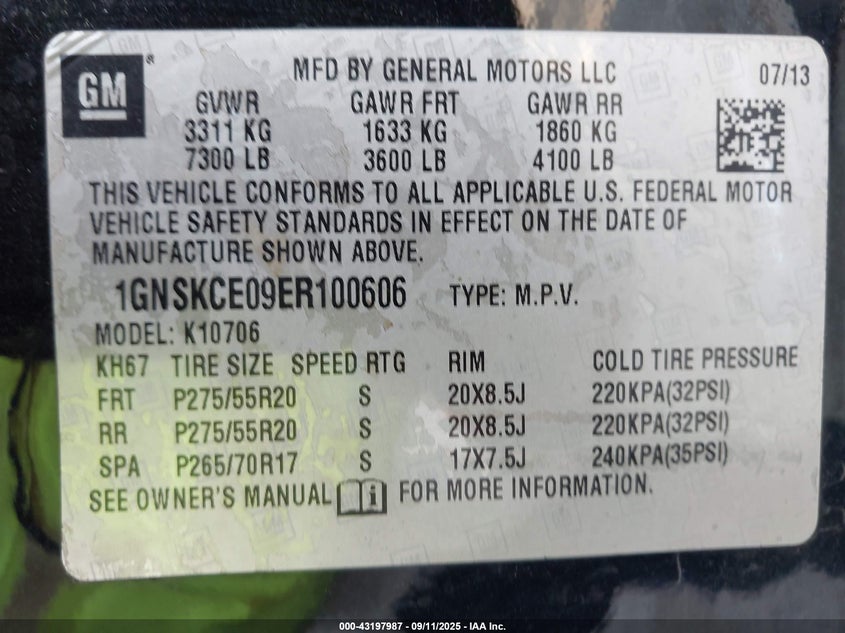 GM
MFD BY GENERAL MOTORS LLC 07/13
GVWR GAWR FRT GAWR RR
3311 KG 1633 KG 1860 KG
7300 LB 3600 LB 4100 LB
THIS VEHICLE CONFORMS TO ALL APPLICABLE U.S. FEDERAL MOTOR
VEHICLE SAFETY STANDARDS IN EFFECT ON THE DATE OF
MANUFACTURE SHOWN ABOVE.
1GNSKCE09ER100606 TYPE: M.P.V.
MODEL: K10706
KH67 TIRE SIZE SPEED RTG RIM COLD TIRE PRESSURE
FRT P275/55R20 S 20X8.5J 220KPA(32PSI)
RR P275/55R20 S 20X8.5J 220KPA(32PSI)
SPA P265/70R17 S 17X7.5J 240KPA(35PSI)
SEE OWNER'S MANUAL FOR MORE INFORMATION.
000-43197987 - 09/11/2025 - IAA Inc.